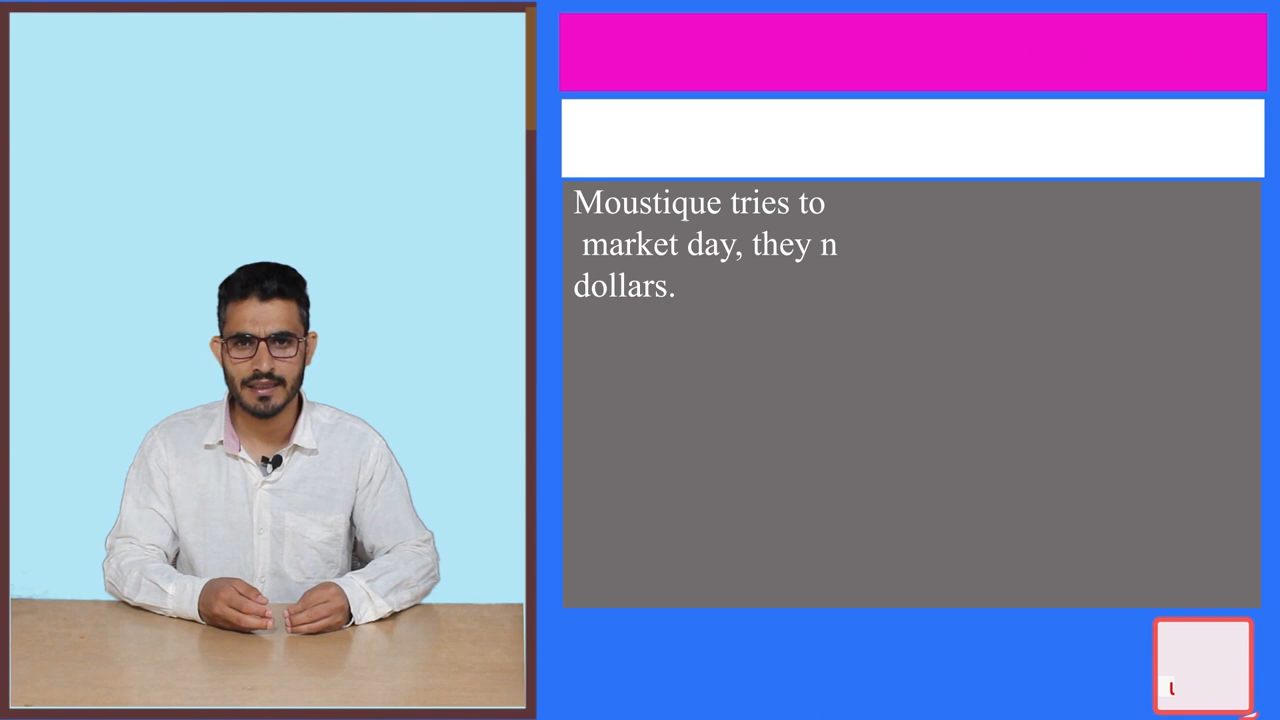 Moustique tries to
market day, they n
dollars.